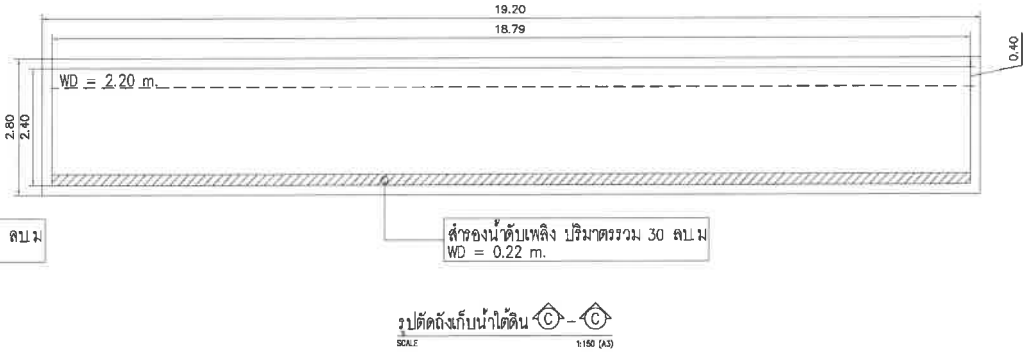 19.20
18.79
0.40
WD = 2.20 m.
2.80
2.40
ลบ.ม
สำรองน้ำดับเพลิง ปริมาตรรวม 30 ลบ.ม
WD = 0.22 m.
รูปตัดถังเก็บน้ำใต้ดิน C - C
SCALE 1:150 (A3)